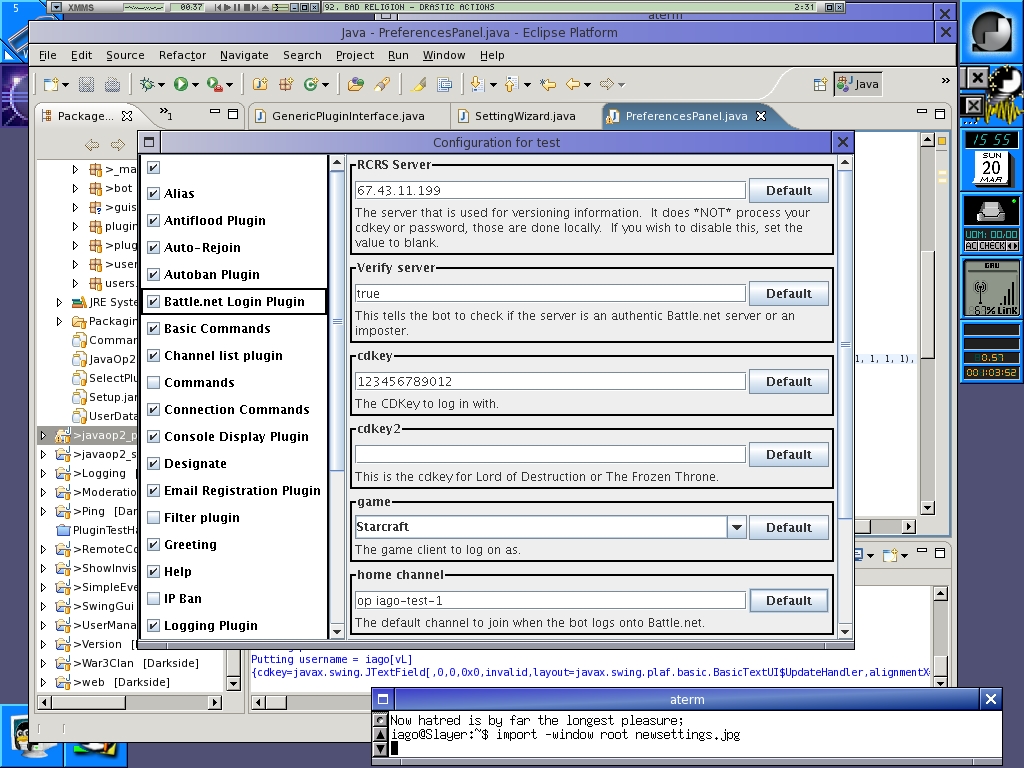 5
XMMS
00:37
92. BAD RELIGION - DRASTIC ACTIONS
2:31
aterm
Java - PreferencesPanel.java - Eclipse Platform
File Edit Source Refactor Navigate Search Project Run Window Help
Java
Package...
»1
GenericPluginInterface.java
SettingWizard.java
PreferencesPanel.java
Configuration for test
>_ma
>bot
>guis
plugin
>plug
>user
users.
JRE Syste
Packagin
Comman
JavaOp2
SelectPlu
Setup.jar
UserData
>javaop2_p
>javaop2_s
>Logging
>Moderatio
>Ping [Dar
PluginTestHa
>RemoteCo
>ShowInvis
>SimpleEve
>SwingGui
>UserMana
>Version [
>War3Clan [Darkside]
>web [Darkside]
Alias
Antiflood Plugin
Auto-Rejoin
Autoban Plugin
Battle.net Login Plugin
Basic Commands
Channel list plugin
Commands
Connection Commands
Console Display Plugin
Designate
Email Registration Plugin
Filter plugin
Greeting
Help
IP Ban
Logging Plugin
RCRS Server
67.43.11.199
Default
The server that is used for versioning information. It does *NOT* process your
cdkey or password, those are done locally. If you wish to disable this, set the
value to blank.
Verify server
true
Default
This tells the bot to check if the server is an authentic Battle.net server or an
imposter.
cdkey
123456789012
Default
The CDKey to log in with.
cdkey2
Default
This is the cdkey for Lord of Destruction or The Frozen Throne.
game
Starcraft
Default
The game client to log on as.
home channel
op iago-test-1
Default
The default channel to join when the bot logs onto Battle.net.
1, 1, 1, 1),
Putting username = iago[vL]
{cdkey=javax.swing.JTextField[,0,0,0x0,invalid,layout=javax.swing.plaf.basic.BasicTextUI$UpdateHandler,alignmentX=
aterm
Now hatred is by far the longest pleasure;
iago@Slayer:~$ import -window root newsettings.jpg
15 55
SUN
20
MAR
UOM: 00,00
AC CHECK
67% Link
0.57
001:03:52